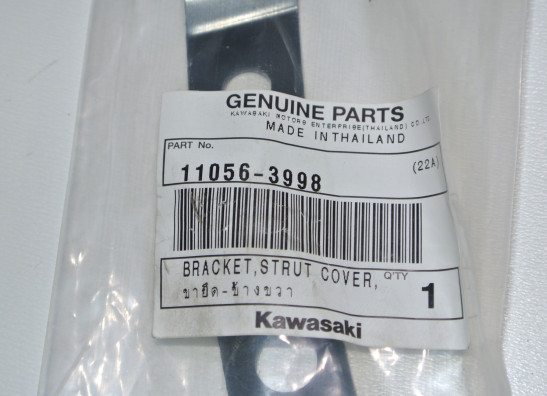 GENUINE PARTS
KAWASAKI MOTORS ENTERPRISE(THAILAND) CO.,LTD
MADE IN THAILAND
PART No.
11056-3998 (22A)
BRACKET,STRUT COVER, Q'TY
ขายึด-ข้างขวา 1
Kawasaki